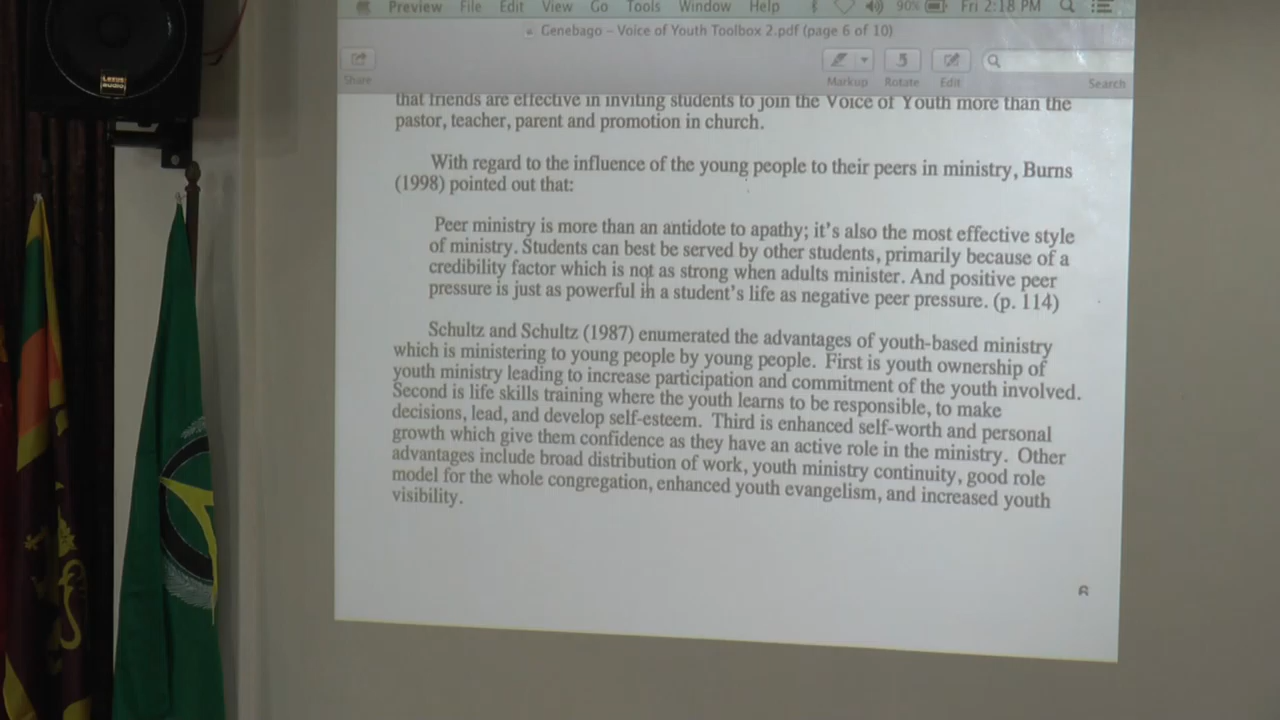 Preview File Edit View Go Tools Window Help 90% Fri 2:18 PM
Genebago – Voice of Youth Toolbox 2.pdf (page 6 of 10)
Share Markup Rotate Edit Search
Lexus audio
that friends are effective in inviting students to join the Voice of Youth more than the
pastor, teacher, parent and promotion in church.
With regard to the influence of the young people to their peers in ministry, Burns
(1998) pointed out that:
Peer ministry is more than an antidote to apathy; it's also the most effective style
of ministry. Students can best be served by other students, primarily because of a
credibility factor which is not as strong when adults minister. And positive peer
pressure is just as powerful in a student's life as negative peer pressure. (p. 114)
Schultz and Schultz (1987) enumerated the advantages of youth-based ministry
which is ministering to young people by young people. First is youth ownership of
youth ministry leading to increase participation and commitment of the youth involved.
Second is life skills training where the youth learns to be responsible, to make
decisions, lead, and develop self-esteem. Third is enhanced self-worth and personal
growth which give them confidence as they have an active role in the ministry. Other
advantages include broad distribution of work, youth ministry continuity, good role
model for the whole congregation, enhanced youth evangelism, and increased youth
visibility.
6